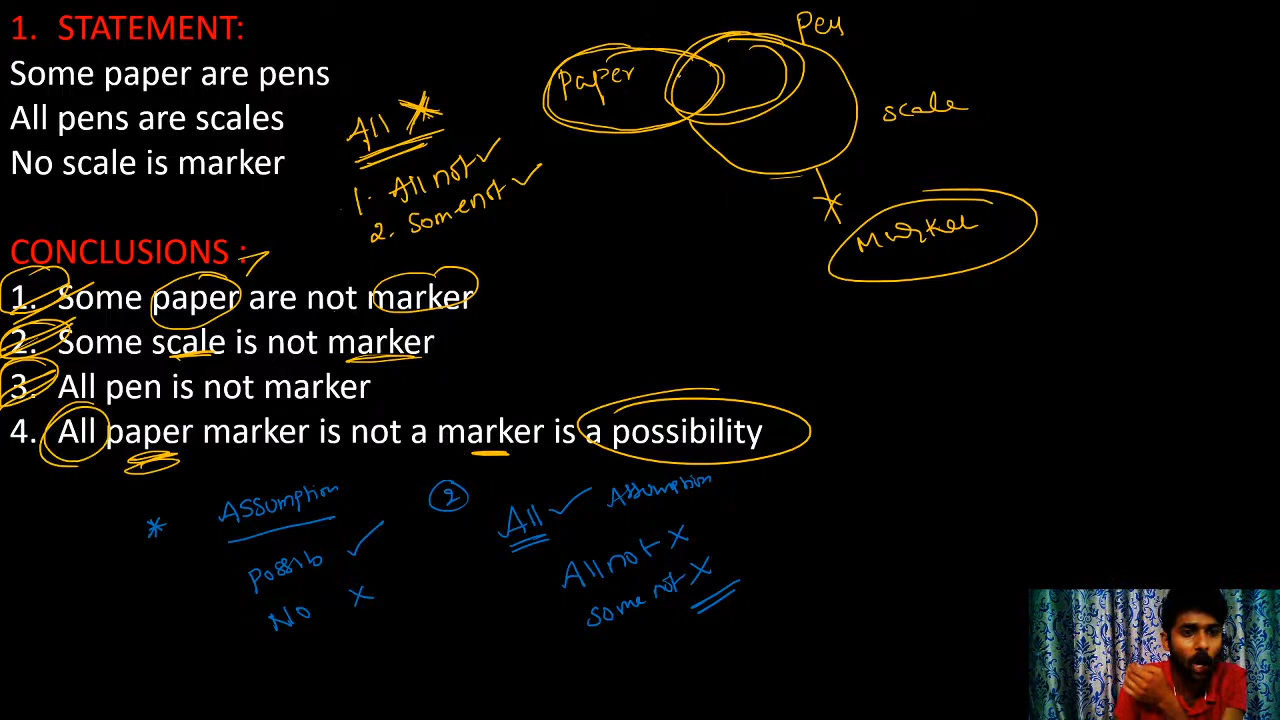 1. STATEMENT:
Some paper are pens
All pens are scales
No scale is marker
All
1. All not ✓
2. Some not ✓
Paper
Pen
scale
Marker
CONCLUSIONS :
1. Some paper are not marker
2. Some scale is not marker
3. All pen is not marker
4. All paper marker is not a marker is a possibility
* Assumption
Possib ✓
No ×
2
All ✓ Assumption
All not ×
some not ×